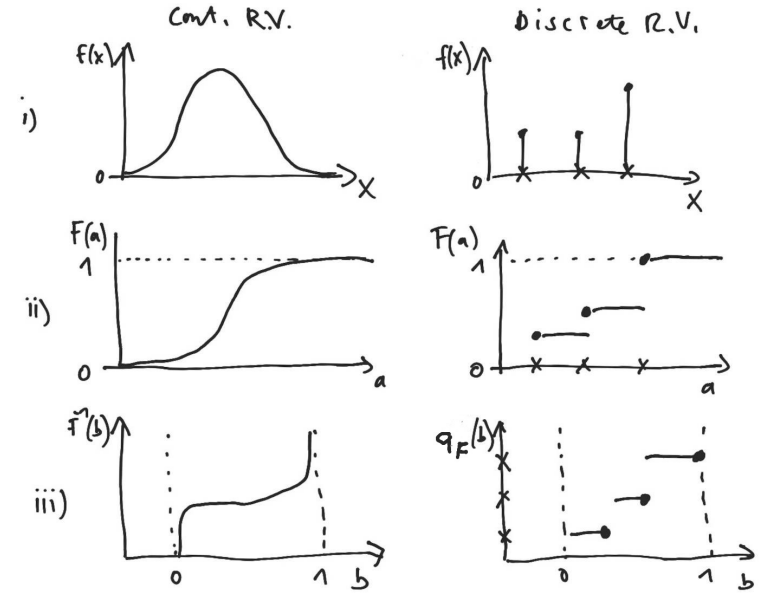 Cont. R.V. Discrete R.V.
i) f(x) 0 x f(x) 0 x
ii) F(a) 1 0 a F(a) 1 0 a
iii) F⁻¹(b) 0 1 b q_F(b) 0 1 b